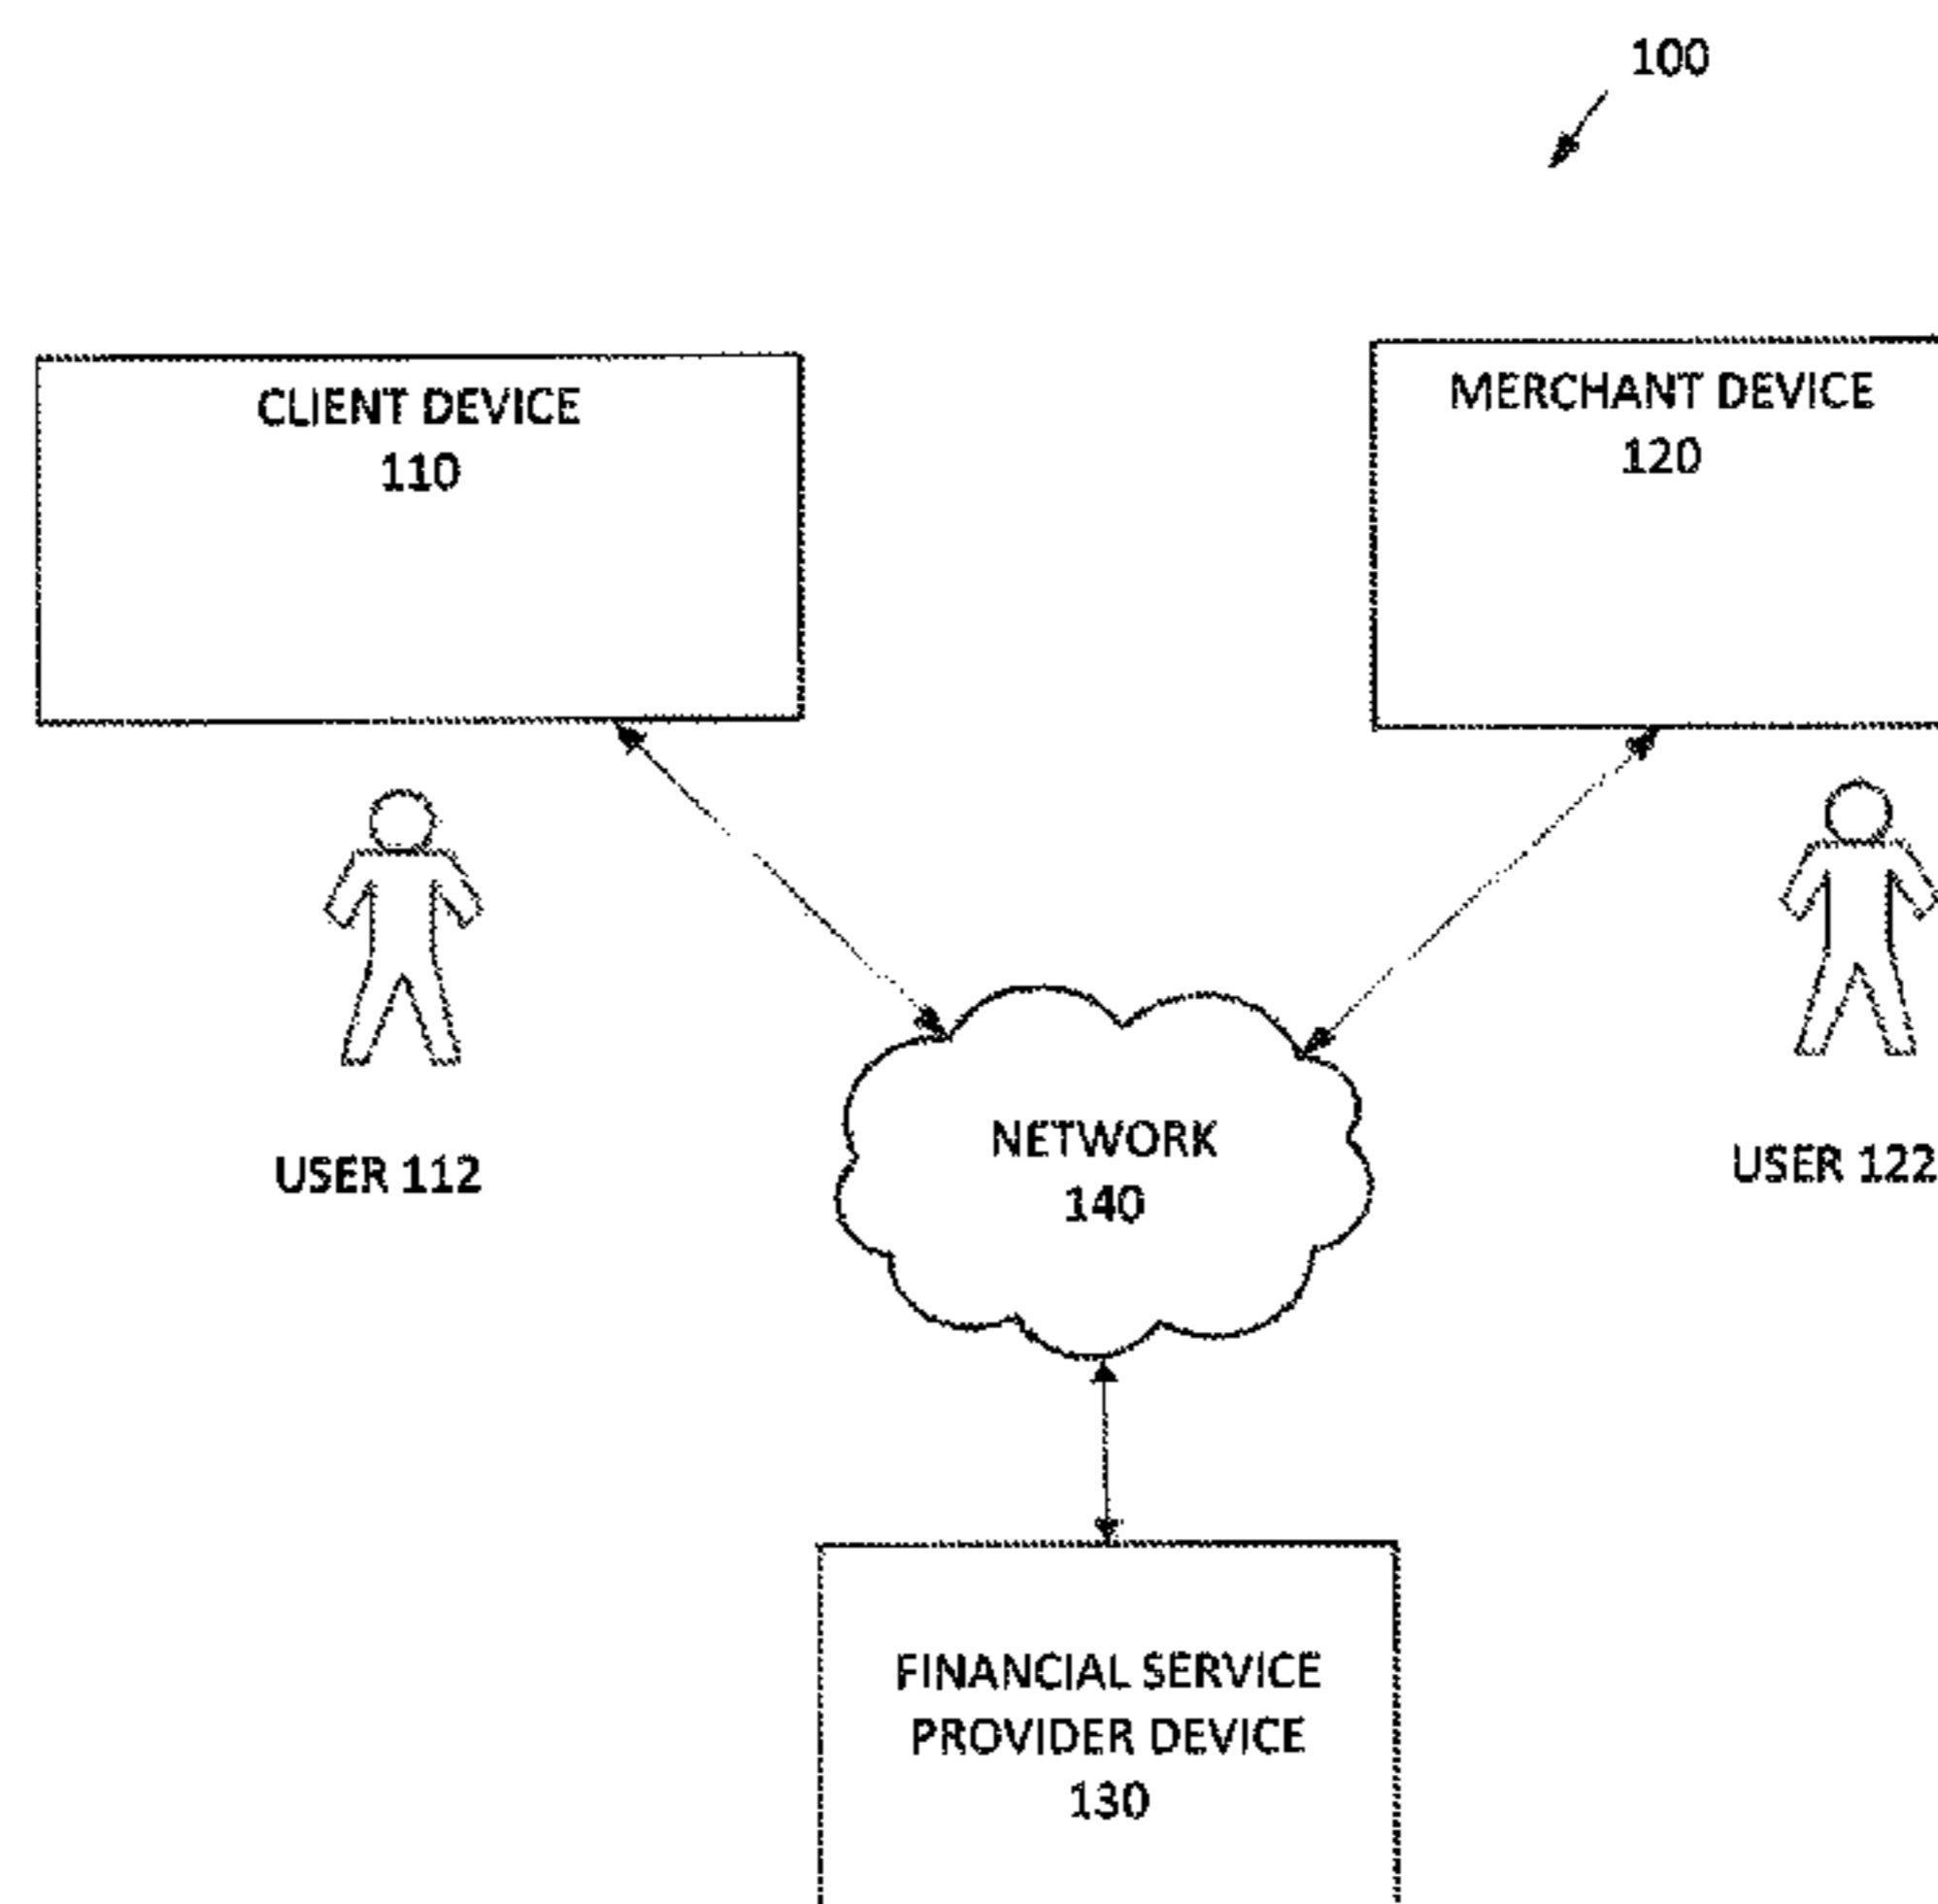 100
CLIENT DEVICE
110
MERCHANT DEVICE
120
USER 112
NETWORK
140
USER 122
FINANCIAL SERVICE
PROVIDER DEVICE
130